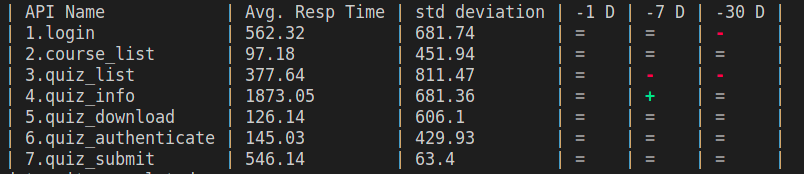 | API Name | Avg. Resp Time | std deviation | -1 D | -7 D | -30 D |
| 1.login | 562.32 | 681.74 | = | = | - |
| 2.course_list | 97.18 | 451.94 | = | = | = |
| 3.quiz_list | 377.64 | 811.47 | = | - | - |
| 4.quiz_info | 1873.05 | 681.36 | = | + | = |
| 5.quiz_download | 126.14 | 606.1 | = | = | = |
| 6.quiz_authenticate | 145.03 | 429.93 | = | = | = |
| 7.quiz_submit | 546.14 | 63.4 | = | = | = |